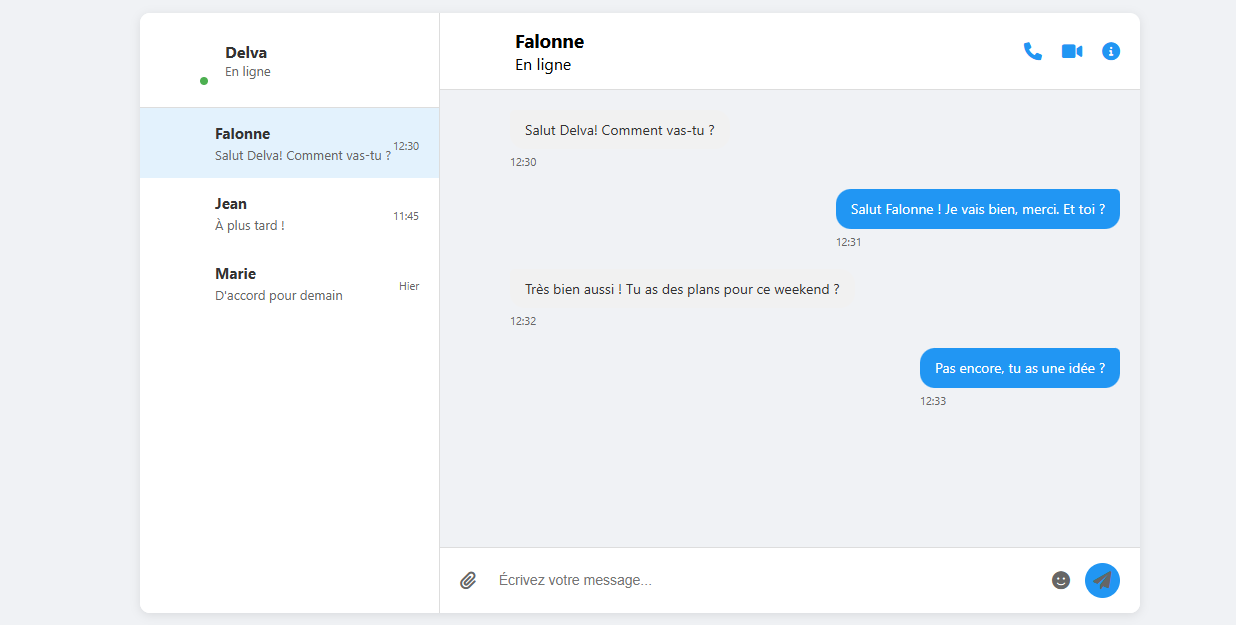 Delva
En ligne
Falonne
Salut Delva! Comment vas-tu ?
12:30
Jean
À plus tard !
11:45
Marie
D'accord pour demain
Hier
Falonne
En ligne
Salut Delva! Comment vas-tu ?
12:30
Salut Falonne ! Je vais bien, merci. Et toi ?
12:31
Très bien aussi ! Tu as des plans pour ce weekend ?
12:32
Pas encore, tu as une idée ?
12:33
Écrivez votre message...